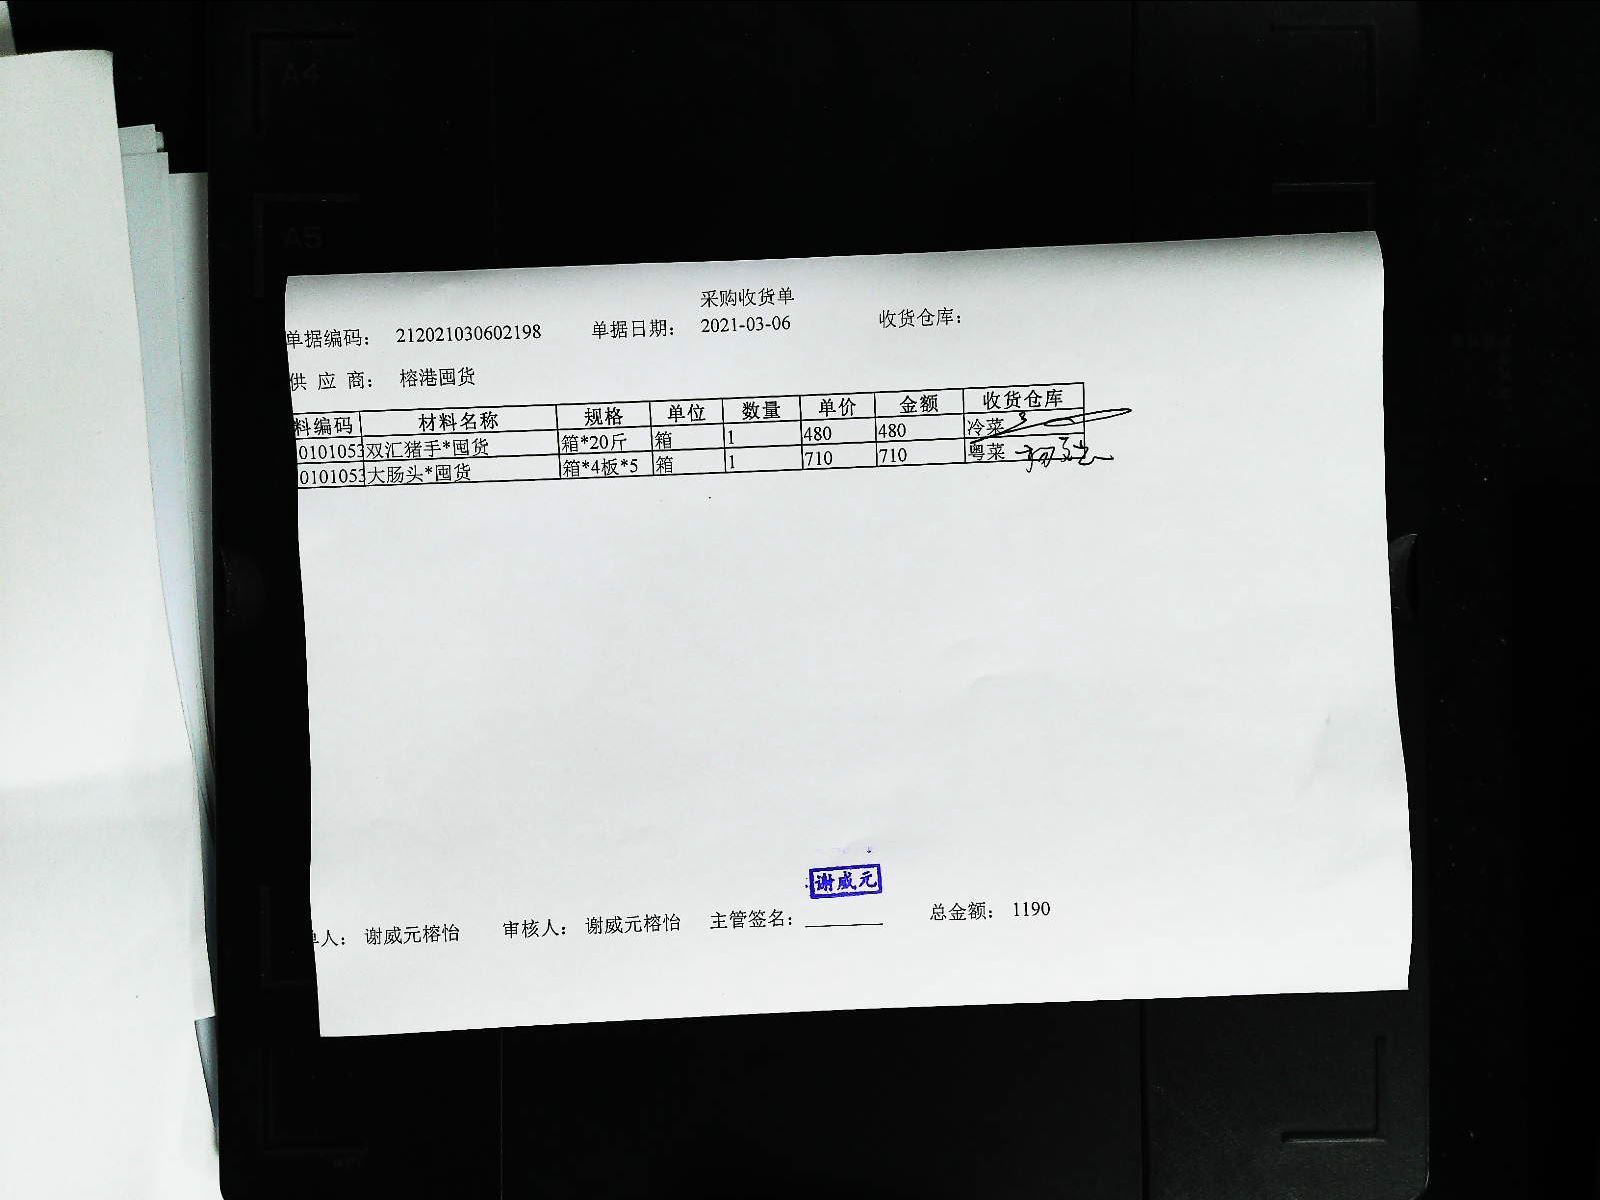 A4
A5
采购收货单
单据编码： 212021030602198 单据日期： 2021-03-06 收货仓库：
供 应 商： 榕港囤货
料编码 材料名称 规格 单位 数量 单价 金额 收货仓库
0101053 双汇猪手*囤货 箱*20斤 箱 1 480 480 冷菜
0101053 大肠头*囤货 箱*4板*5 箱 1 710 710 粤菜
谢威元
单人： 谢威元榕怡 审核人： 谢威元榕怡 主管签名： 总金额： 1190